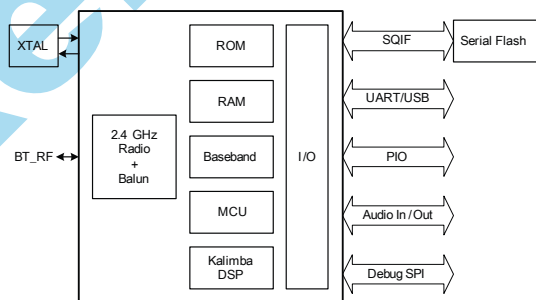 XTAL
ROM
SQIF
Serial Flash
RAM
UART/USB
2.4 GHz
Radio
+
Balun
BT_RF
Baseband
I/O
PIO
MCU
Audio In/Out
Kalimba
DSP
Debug SPI